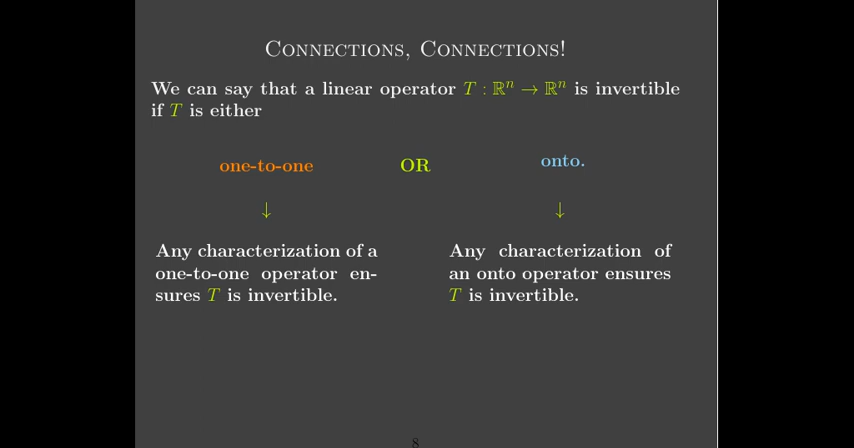 Connections, Connections!
We can say that a linear operator T : ℝⁿ → ℝⁿ is invertible
if T is either
one-to-one OR onto.
↓ ↓
Any characterization of a
one-to-one operator en-
sures T is invertible.
Any characterization of
an onto operator ensures
T is invertible.
8